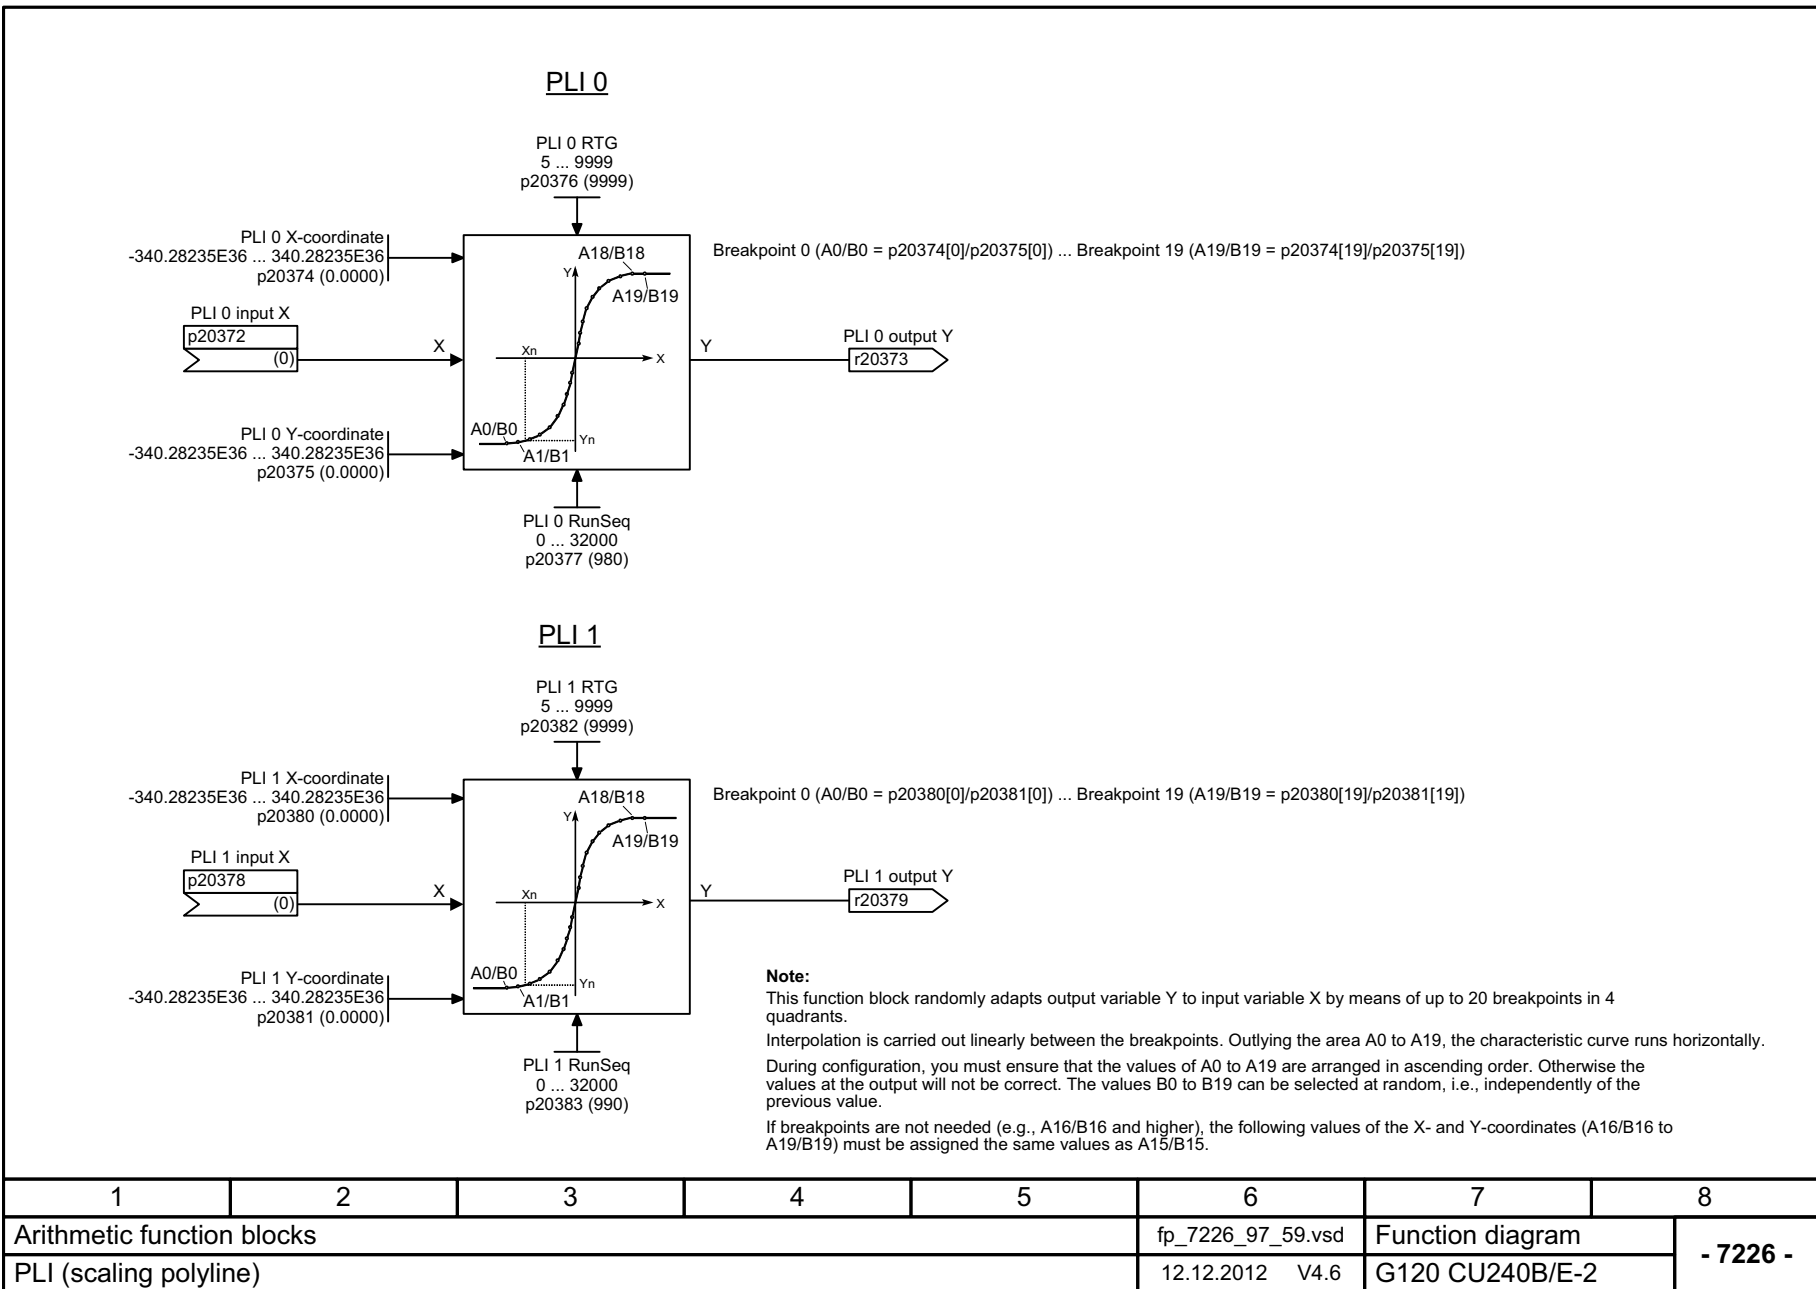 PLI 0
PLI 0 RTG
5 ... 9999
p20376 (9999)
PLI 0 X-coordinate
-340.28235E36 ... 340.28235E36
p20374 (0.0000)
A18/B18
Y
A19/B19
Breakpoint 0 (A0/B0 = p20374[0]/p20375[0]) ... Breakpoint 19 (A19/B19 = p20374[19]/p20375[19])
PLI 0 input X
p20372
(0)
X
Xn
X
Y
PLI 0 output Y
r20373
PLI 0 Y-coordinate
-340.28235E36 ... 340.28235E36
p20375 (0.0000)
A0/B0
Yn
A1/B1
PLI 0 RunSeq
0 ... 32000
p20377 (980)
PLI 1
PLI 1 RTG
5 ... 9999
p20382 (9999)
PLI 1 X-coordinate
-340.28235E36 ... 340.28235E36
p20380 (0.0000)
A18/B18
Y
A19/B19
Breakpoint 0 (A0/B0 = p20380[0]/p20381[0]) ... Breakpoint 19 (A19/B19 = p20380[19]/p20381[19])
PLI 1 input X
p20378
(0)
X
Xn
X
Y
PLI 1 output Y
r20379
PLI 1 Y-coordinate
-340.28235E36 ... 340.28235E36
p20381 (0.0000)
A0/B0
Yn
A1/B1
PLI 1 RunSeq
0 ... 32000
p20383 (990)
Note:
This function block randomly adapts output variable Y to input variable X by means of up to 20 breakpoints in 4
quadrants.
Interpolation is carried out linearly between the breakpoints. Outlying the area A0 to A19, the characteristic curve runs horizontally.
During configuration, you must ensure that the values of A0 to A19 are arranged in ascending order. Otherwise the
values at the output will not be correct. The values B0 to B19 can be selected at random, i.e., independently of the
previous value.
If breakpoints are not needed (e.g., A16/B16 and higher), the following values of the X- and Y-coordinates (A16/B16 to
A19/B19) must be assigned the same values as A15/B15.
1 2 3 4 5 6 7 8
Arithmetic function blocks
fp_7226_97_59.vsd
Function diagram
- 7226 -
PLI (scaling polyline)
12.12.2012 V4.6
G120 CU240B/E-2